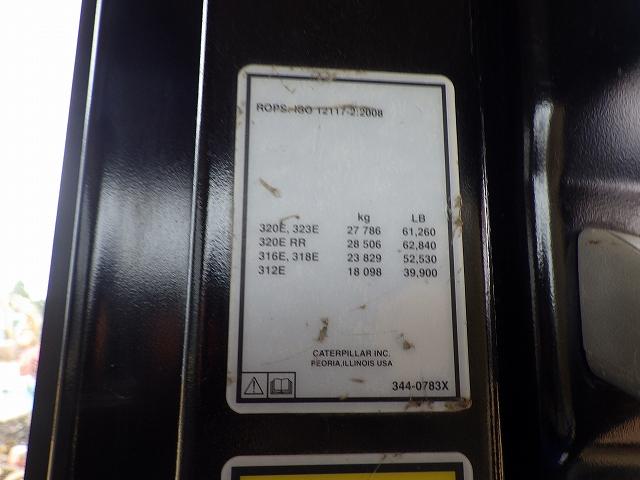 ROPS. ISO 12117-2:2008
kg LB
320E, 323E 27 786 61,260
320E RR 28 506 62,840
316E, 318E 23 829 52,530
312E 18 098 39,900
CATERPILLAR INC.
PEORIA,ILLINOIS USA
344-0783X